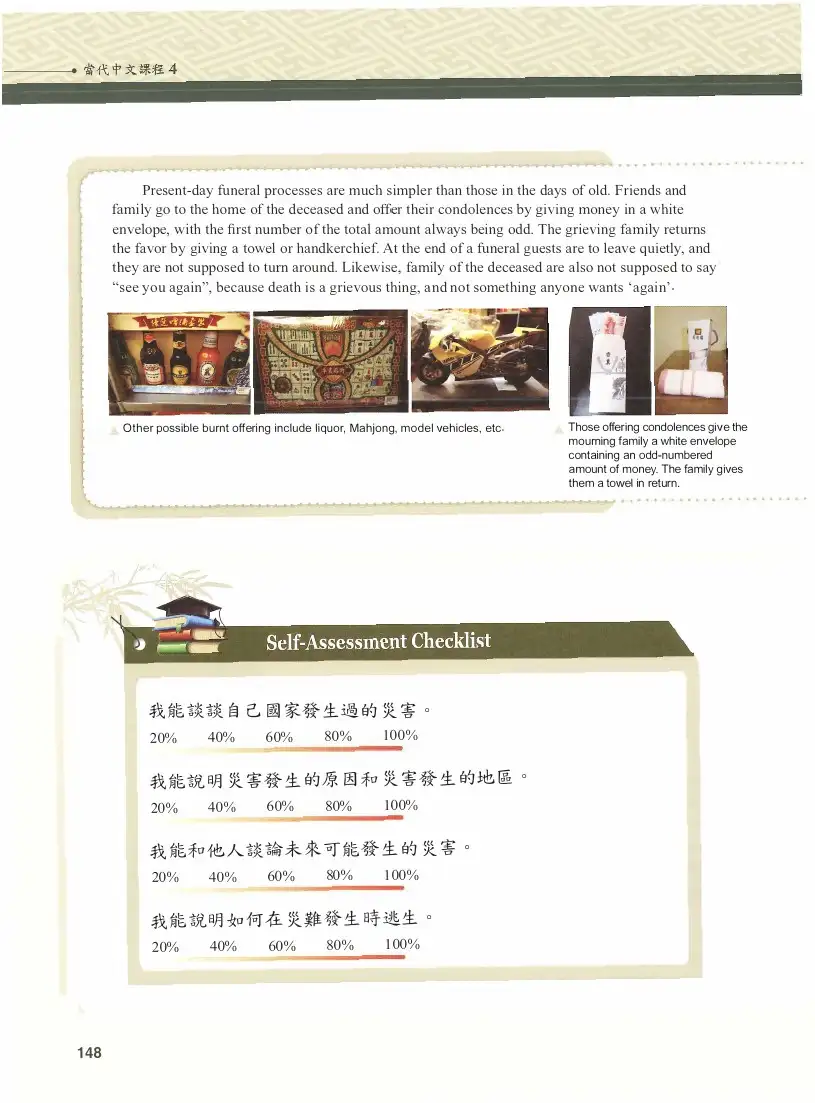 當代中文課程 4
Present-day funeral processes are much simpler than those in the days of old. Friends and
family go to the home of the deceased and offer their condolences by giving money in a white
envelope, with the first number of the total amount always being odd. The grieving family returns
the favor by giving a towel or handkerchief. At the end of a funeral guests are to leave quietly, and
they are not supposed to turn around. Likewise, family of the deceased are also not supposed to say
“see you again”, because death is a grievous thing, and not something anyone wants ‘again’.
Other possible burnt offering include liquor, Mahjong, model vehicles, etc.
Those offering condolences give the
mourning family a white envelope
containing an odd-numbered
amount of money. The family gives
them a towel in return.
Self-Assessment Checklist
我能談談自己國家發生過的災害。
20% 40% 60% 80% 100%
我能說明災害發生的原因和災害發生的地區。
20% 40% 60% 80% 100%
我能和他人談論未來可能發生的災害。
20% 40% 60% 80% 100%
我能說明如何在災難發生時逃生。
20% 40% 60% 80% 100%
148